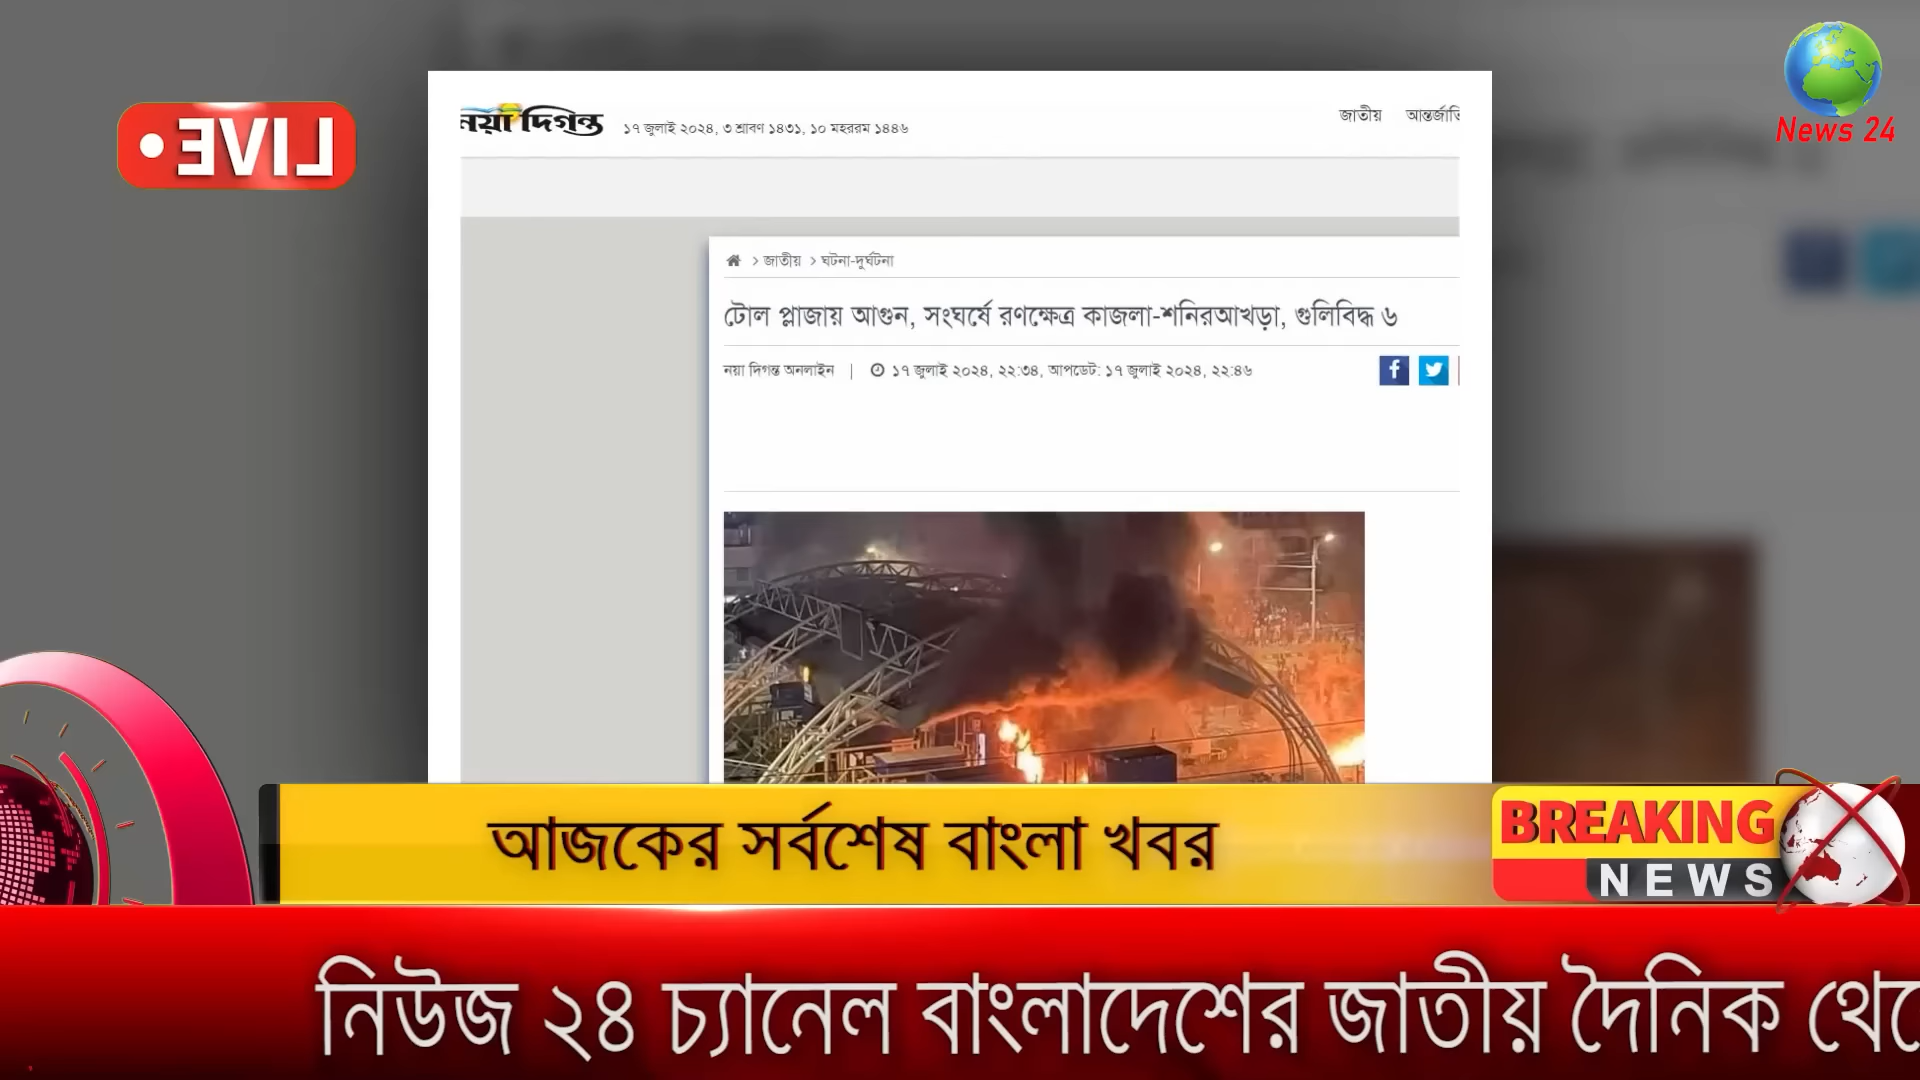 LIVE
News 24
নয়া দিগন্ত ১৭ জুলাই ২০২৪, ৩ শ্রাবণ ১৪৩১, ১০ মহররম ১৪৪৬ জাতীয় আন্তর্জাতি
> জাতীয় > ঘটনা-দুর্ঘটনা
টোল প্লাজায় আগুন, সংঘর্ষে রণক্ষেত্র কাজলা-শনিরআখড়া, গুলিবিদ্ধ ৬
নয়া দিগন্ত অনলাইন | ১৭ জুলাই ২০২৪, ২২:৩৪, আপডেট: ১৭ জুলাই ২০২৪, ২২:৪৬
আজকের সর্বশেষ বাংলা খবর
BREAKING
NEWS
নিউজ ২৪ চ্যানেল বাংলাদেশের জাতীয় দৈনিক থে